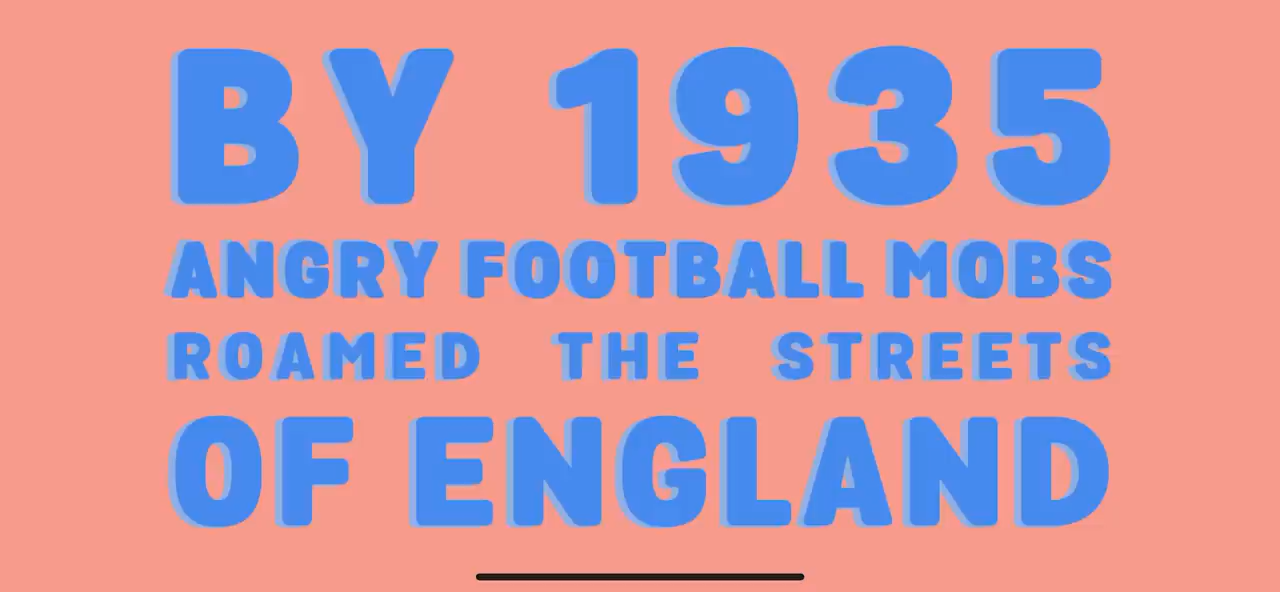 BY 1935
ANGRY FOOTBALL MOBS
ROAMED THE STREETS
OF ENGLAND